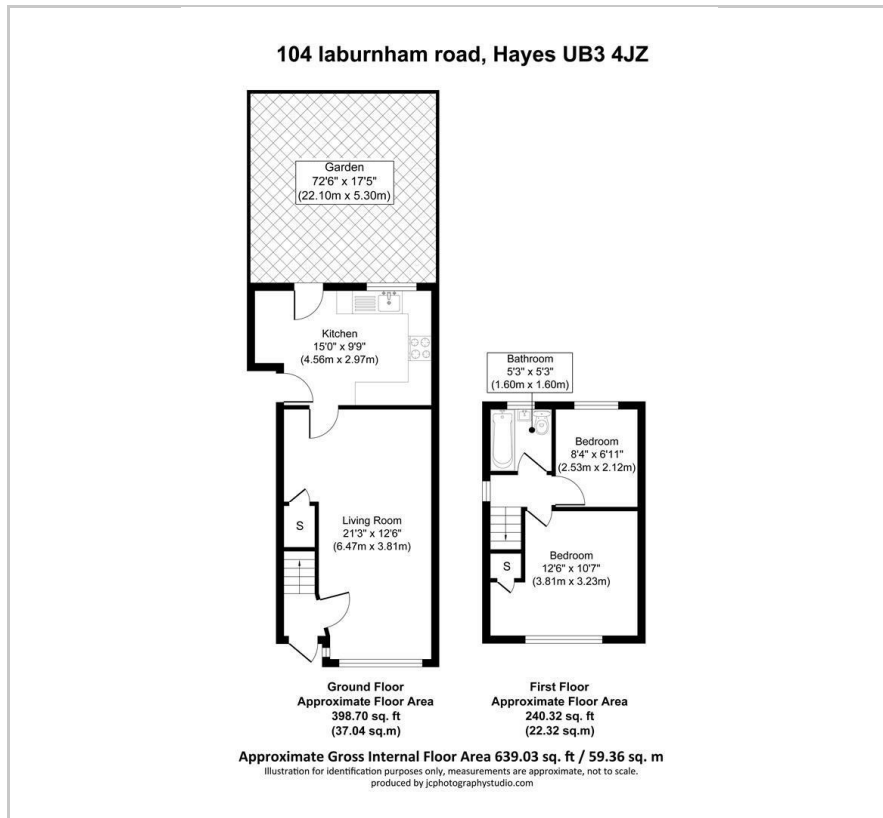 104 laburnham road, Hayes UB3 4JZ
Garden
72'6" x 17'5"
(22.10m x 5.30m)
Kitchen
15'0" x 9'9"
(4.56m x 2.97m)
Bathroom
5'3" x 5'3"
(1.60m x 1.60m)
Bedroom
8'4" x 6'11"
(2.53m x 2.12m)
S
Living Room
21'3" x 12'6"
(6.47m x 3.81m)
Bedroom
12'6" x 10'7"
(3.81m x 3.23m)
S
Ground Floor
Approximate Floor Area
398.70 sq. ft
(37.04 sq.m)
First Floor
Approximate Floor Area
240.32 sq. ft
(22.32 sq.m)
Approximate Gross Internal Floor Area 639.03 sq. ft / 59.36 sq. m
Illustration for identification purposes only, measurements are approximate, not to scale.
produced by jcphotographystudio.com